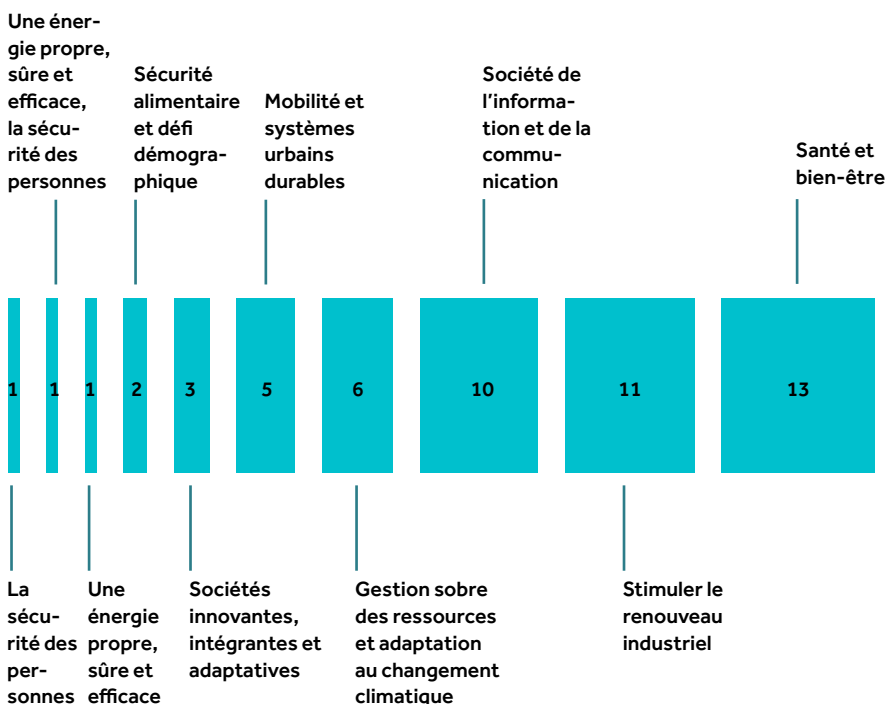 Une éner-
gie propre,
sûre et
efficace,
la sécu-
rité des
personnes
Sécurité
alimentaire
et défi
démogra-
phique
Mobilité et
systèmes
urbains
durables
Société de
l'informa-
tion et de la
commu-
nication
Santé et
bien-être
1
1
1
2
3
5
6
10
11
13
La
sécu-
rité des
per-
sonnes
Une
énergie
propre,
sûre et
efficace
Sociétés
innovantes,
intégrantes et
adaptatives
Gestion sobre
des ressources
et adaptation
au changement
climatique
Stimuler le
renouveau
industriel